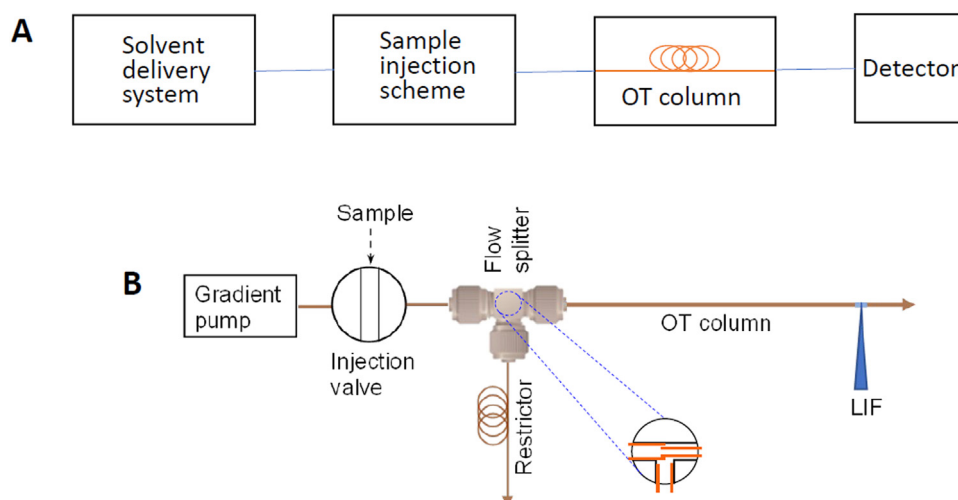 A
Solvent
delivery
system
Sample
injection
scheme
OT column
Detector
B
Gradient
pump
Sample
Injection
valve
Flow
splitter
Restrictor
OT column
LIF